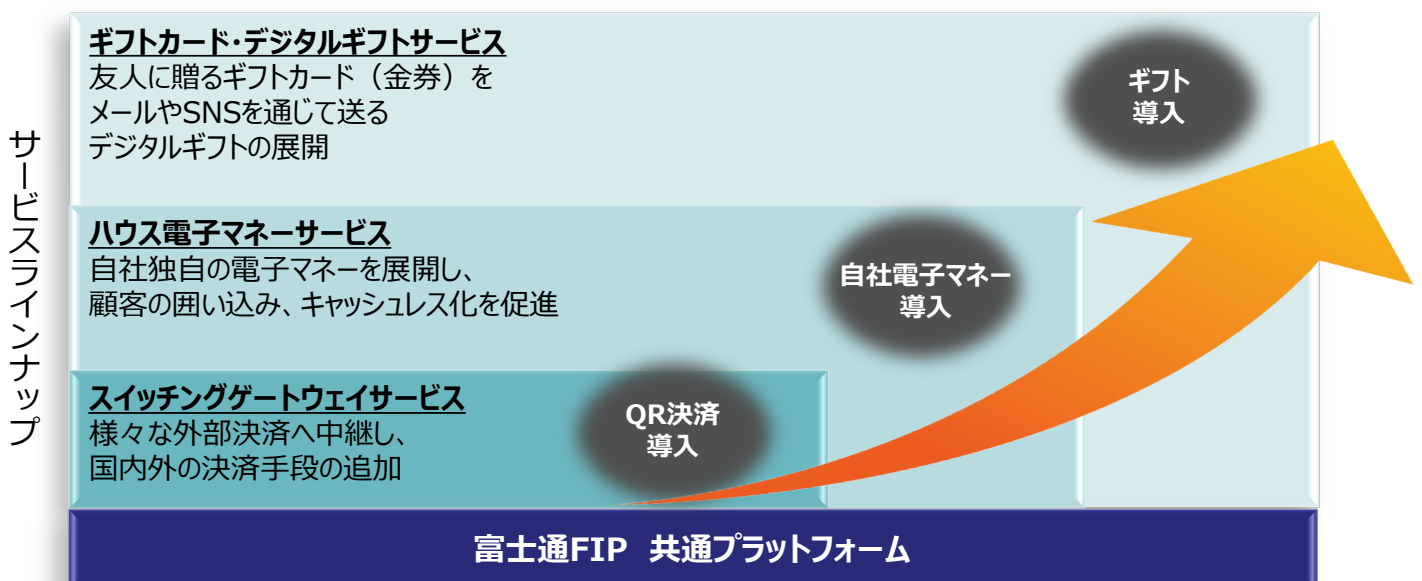 サービスラインナップ
ギフトカード・デジタルギフトサービス
友人に贈るギフトカード（金券）を
メールやSNSを通じて送る
デジタルギフトの展開
ギフト
導入
ハウス電子マネーサービス
自社独自の電子マネーを展開し、
顧客の囲い込み、キャッシュレス化を促進
自社電子マネー
導入
スイッチングゲートウェイサービス
様々な外部決済へ中継し、
国内外の決済手段の追加
QR決済
導入
富士通FIP 共通プラットフォーム